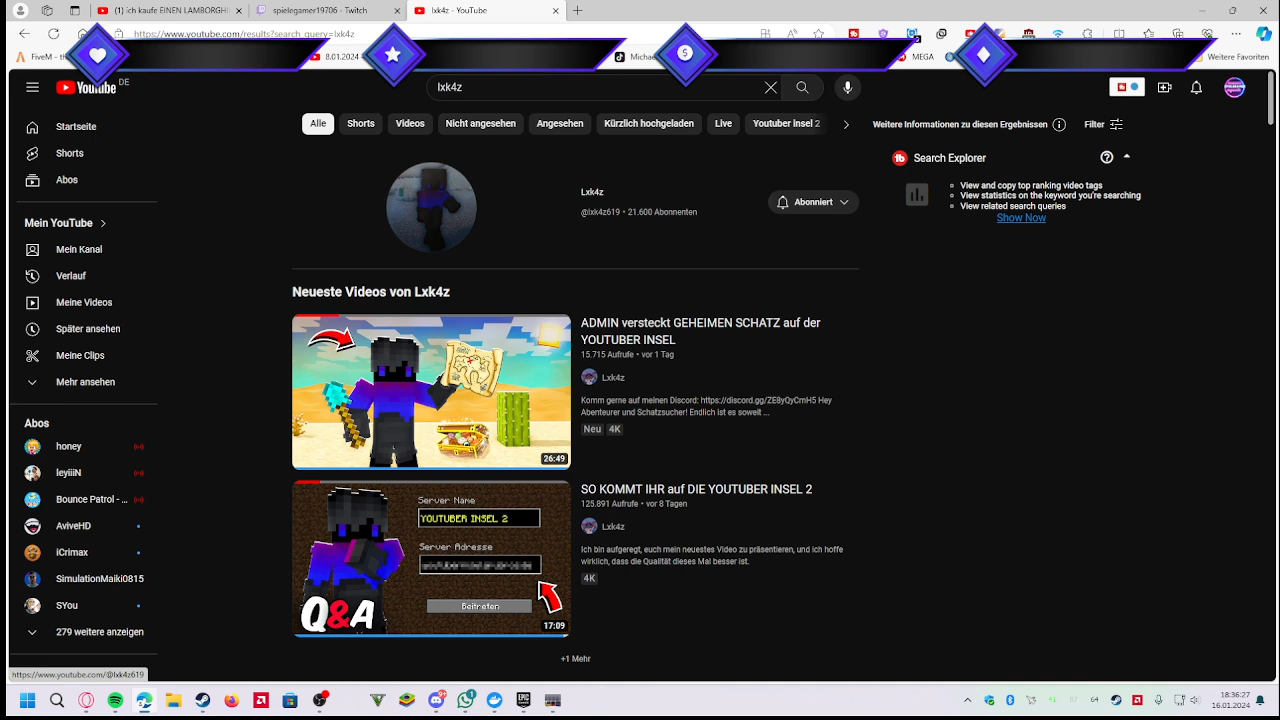 (1) ich kaufe EINEN LAMBORGHI
spielegamer19706 - Twitch
lxk4z - YouTube
https://www.youtube.com/results?search_query=lxk4z
FiveM -
8.01.2024
Michae
MEGA
Weitere Favoriten
YouTube DE
lxk4z
Alle
Shorts
Videos
Nicht angesehen
Angesehen
Kürzlich hochgeladen
Live
Youtuber insel 2
Weitere Informationen zu diesen Ergebnissen
Filter
Startseite
Shorts
Abos
Mein YouTube
Mein Kanal
Verlauf
Meine Videos
Später ansehen
Meine Clips
Mehr ansehen
Abos
honey
leyiiiN
Bounce Patrol - ...
AviveHD
iCrimax
SimulationMaiki0815
SYou
279 weitere anzeigen
https://www.youtube.com/@lxk4z619
Lxk4z
@lxk4z619 • 21.600 Abonnenten
Abonniert
Search Explorer
View and copy top ranking video tags
View statistics on the keyword you're searching
View related search queries
Show Now
Neueste Videos von Lxk4z
26:49
ADMIN versteckt GEHEIMEN SCHATZ auf der
YOUTUBER INSEL
15.715 Aufrufe • vor 1 Tag
Lxk4z
Komm gerne auf meinen Discord: https://discord.gg/ZE8yQyCmH5 Hey
Abenteurer und Schatzsucher! Endlich ist es soweit ...
Neu 4K
Server Name
YOUTUBER INSEL 2
Server Adresse
Beitreten
Q&A
17:09
SO KOMMT IHR auf DIE YOUTUBER INSEL 2
125.891 Aufrufe • vor 8 Tagen
Lxk4z
Ich bin aufgeregt, euch mein neuestes Video zu präsentieren, und ich hoffe
wirklich, dass die Qualität dieses Mal besser ist.
4K
+1 Mehr
18:36:27
16.01.2024